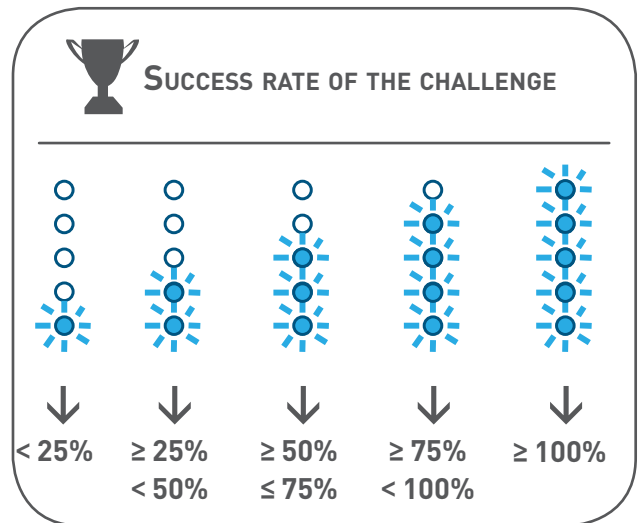 SUCCESS RATE OF THE CHALLENGE
< 25% ≥ 25% ≥ 50% ≥ 75% ≥ 100%
< 50% ≤ 75% < 100%